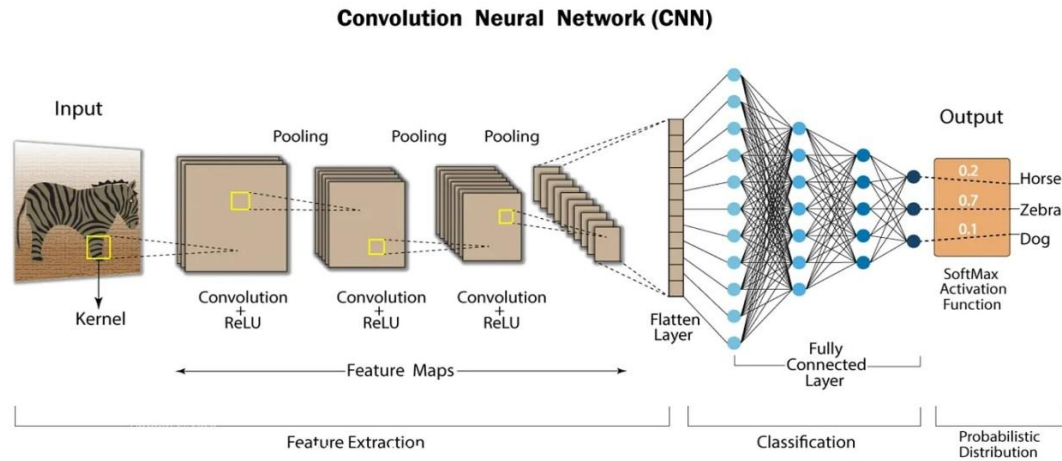 Convolution Neural Network (CNN)
Input
Kernel
Pooling
Pooling
Pooling
Convolution
+
ReLU
Convolution
+
ReLU
Convolution
+
ReLU
Feature Maps
Flatten
Layer
Fully
Connected
Layer
Output
0.2
Horse
0.7
Zebra
0.1
Dog
SoftMax
Activation
Function
Feature Extraction
Classification
Probabilistic
Distribution